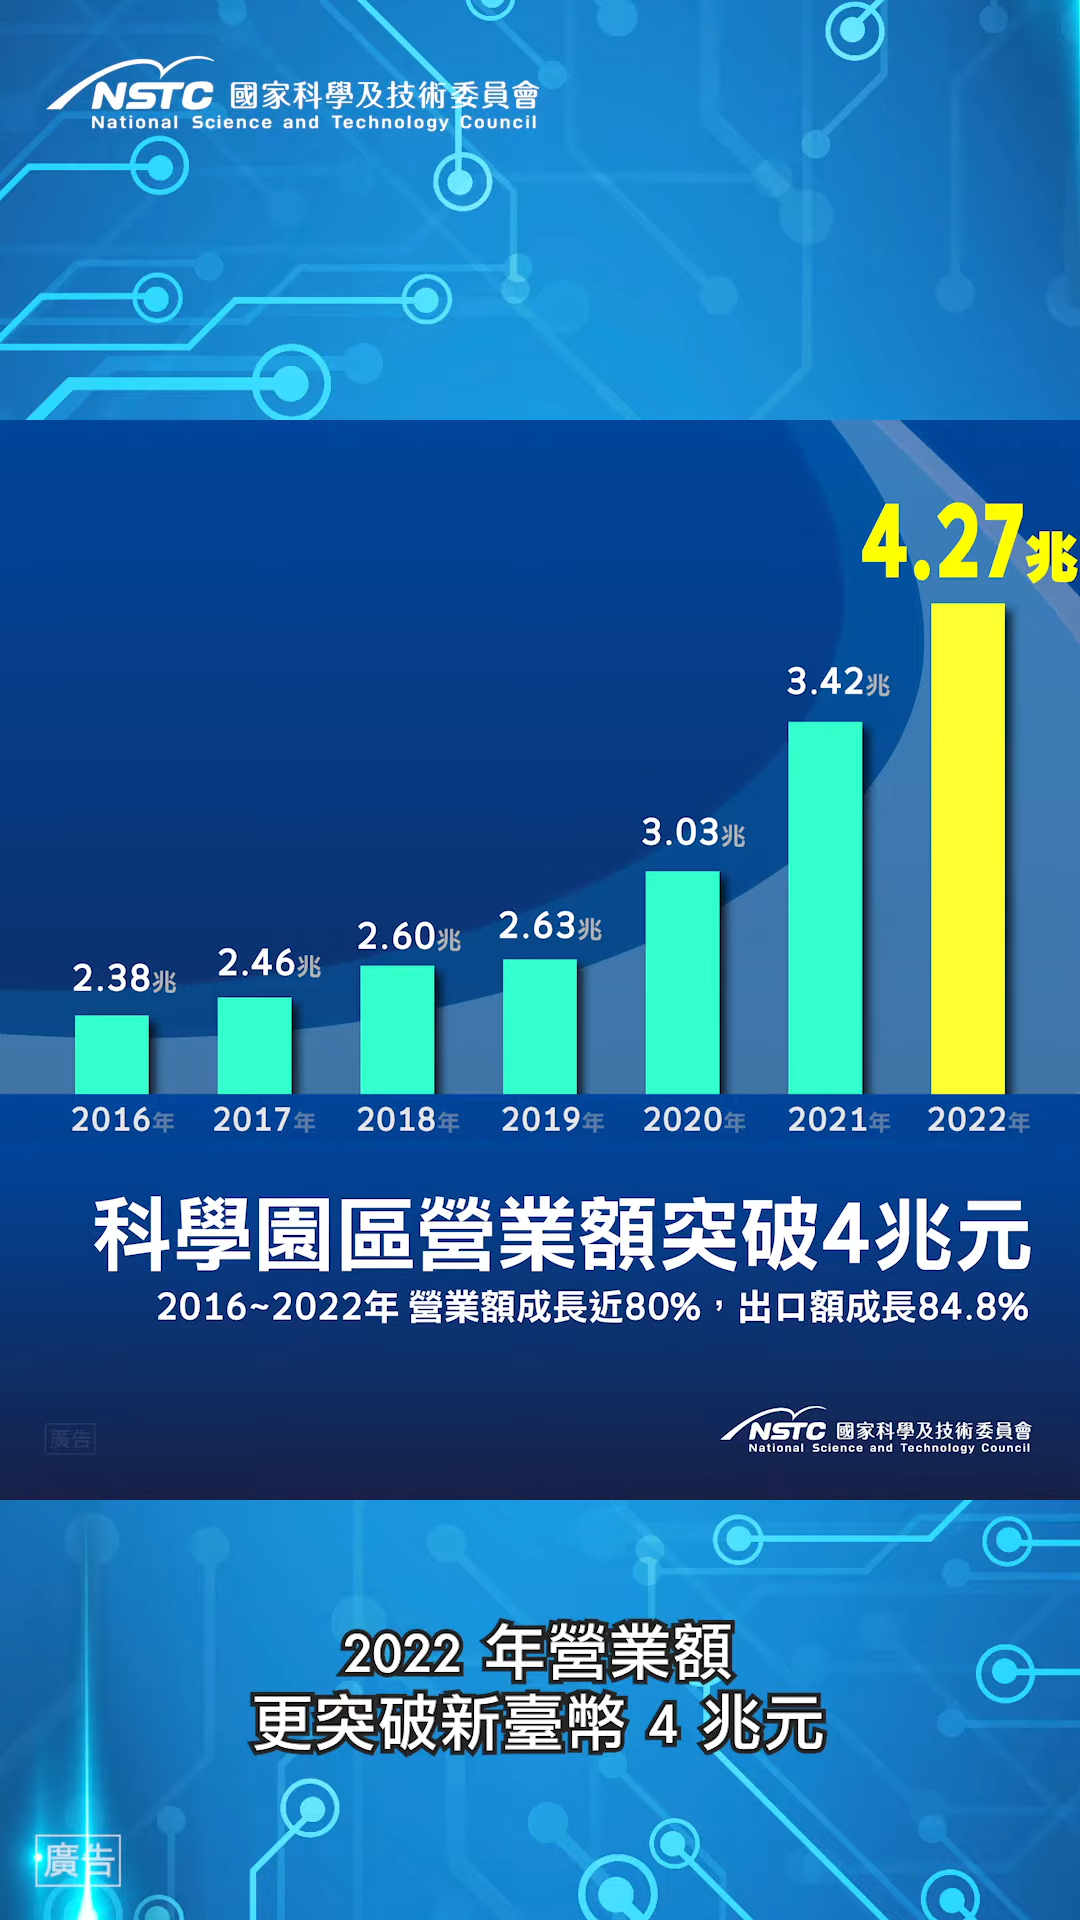 NSTC 國家科學及技術委員會
National Science and Technology Council
4.27兆
3.42兆
3.03兆
2.63兆
2.60兆
2.46兆
2.38兆
2016年 2017年 2018年 2019年 2020年 2021年 2022年
科學園區營業額突破4兆元
2016~2022年 營業額成長近80%，出口額成長84.8%
廣告
NSTC 國家科學及技術委員會
National Science and Technology Council
2022 年營業額
更突破新臺幣 4 兆元
廣告